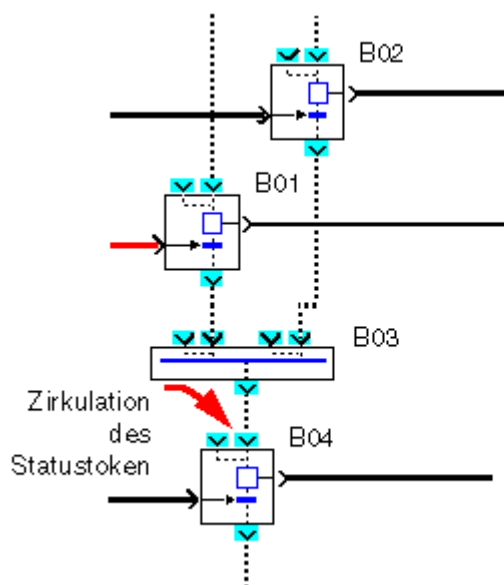 B02
B01
B03
Zirkulation
des
Statustoken
B04